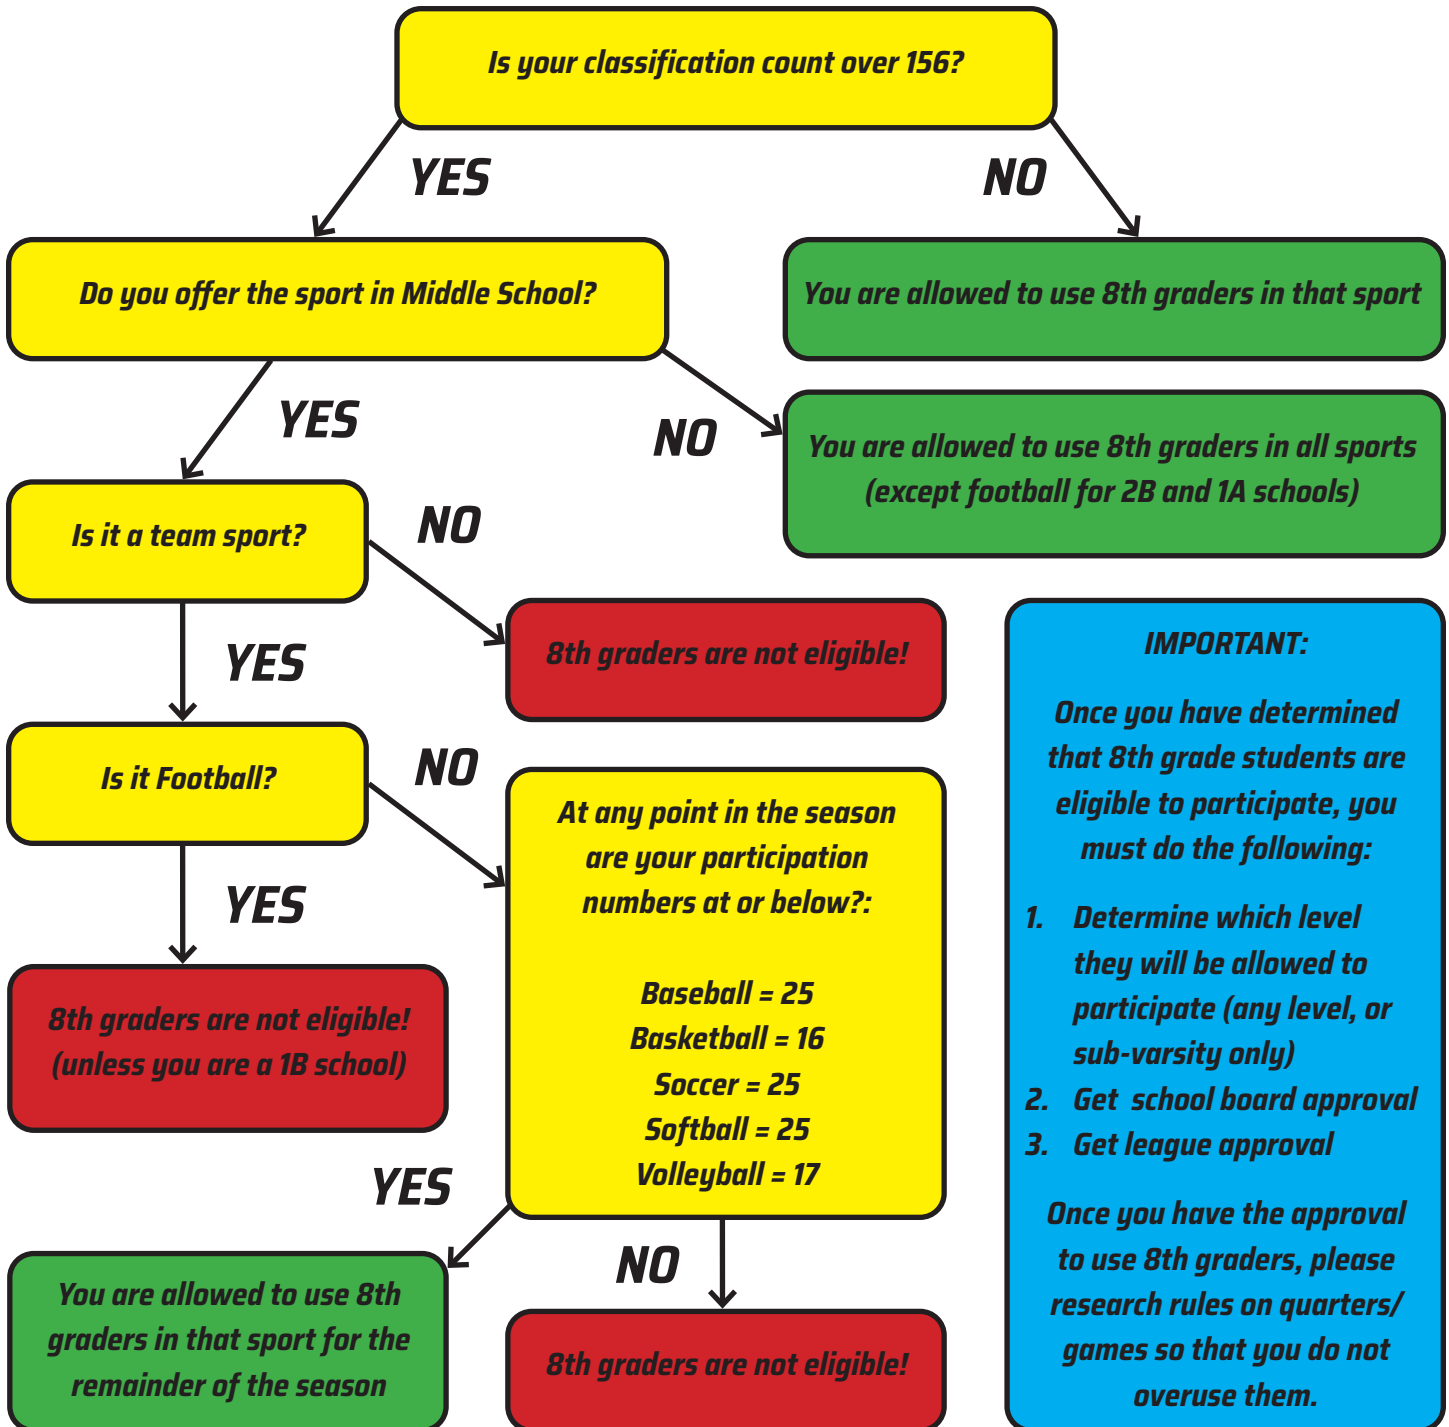 Is your classification count over 156?
YES
NO
Do you offer the sport in Middle School?
You are allowed to use 8th graders in that sport
YES
NO
You are allowed to use 8th graders in all sports
(except football for 2B and 1A schools)
Is it a team sport?
NO
YES
8th graders are not eligible!
Is it Football?
NO
YES
At any point in the season
are your participation
numbers at or below?:
Baseball = 25
Basketball = 16
Soccer = 25
Softball = 25
Volleyball = 17
8th graders are not eligible!
(unless you are a 1B school)
YES
NO
You are allowed to use 8th
graders in that sport for the
remainder of the season
8th graders are not eligible!
IMPORTANT:
Once you have determined
that 8th grade students are
eligible to participate, you
must do the following:
1. Determine which level
they will be allowed to
participate (any level, or
sub-varsity only)
2. Get school board approval
3. Get league approval
Once you have the approval
to use 8th graders, please
research rules on quarters/
games so that you do not
overuse them.